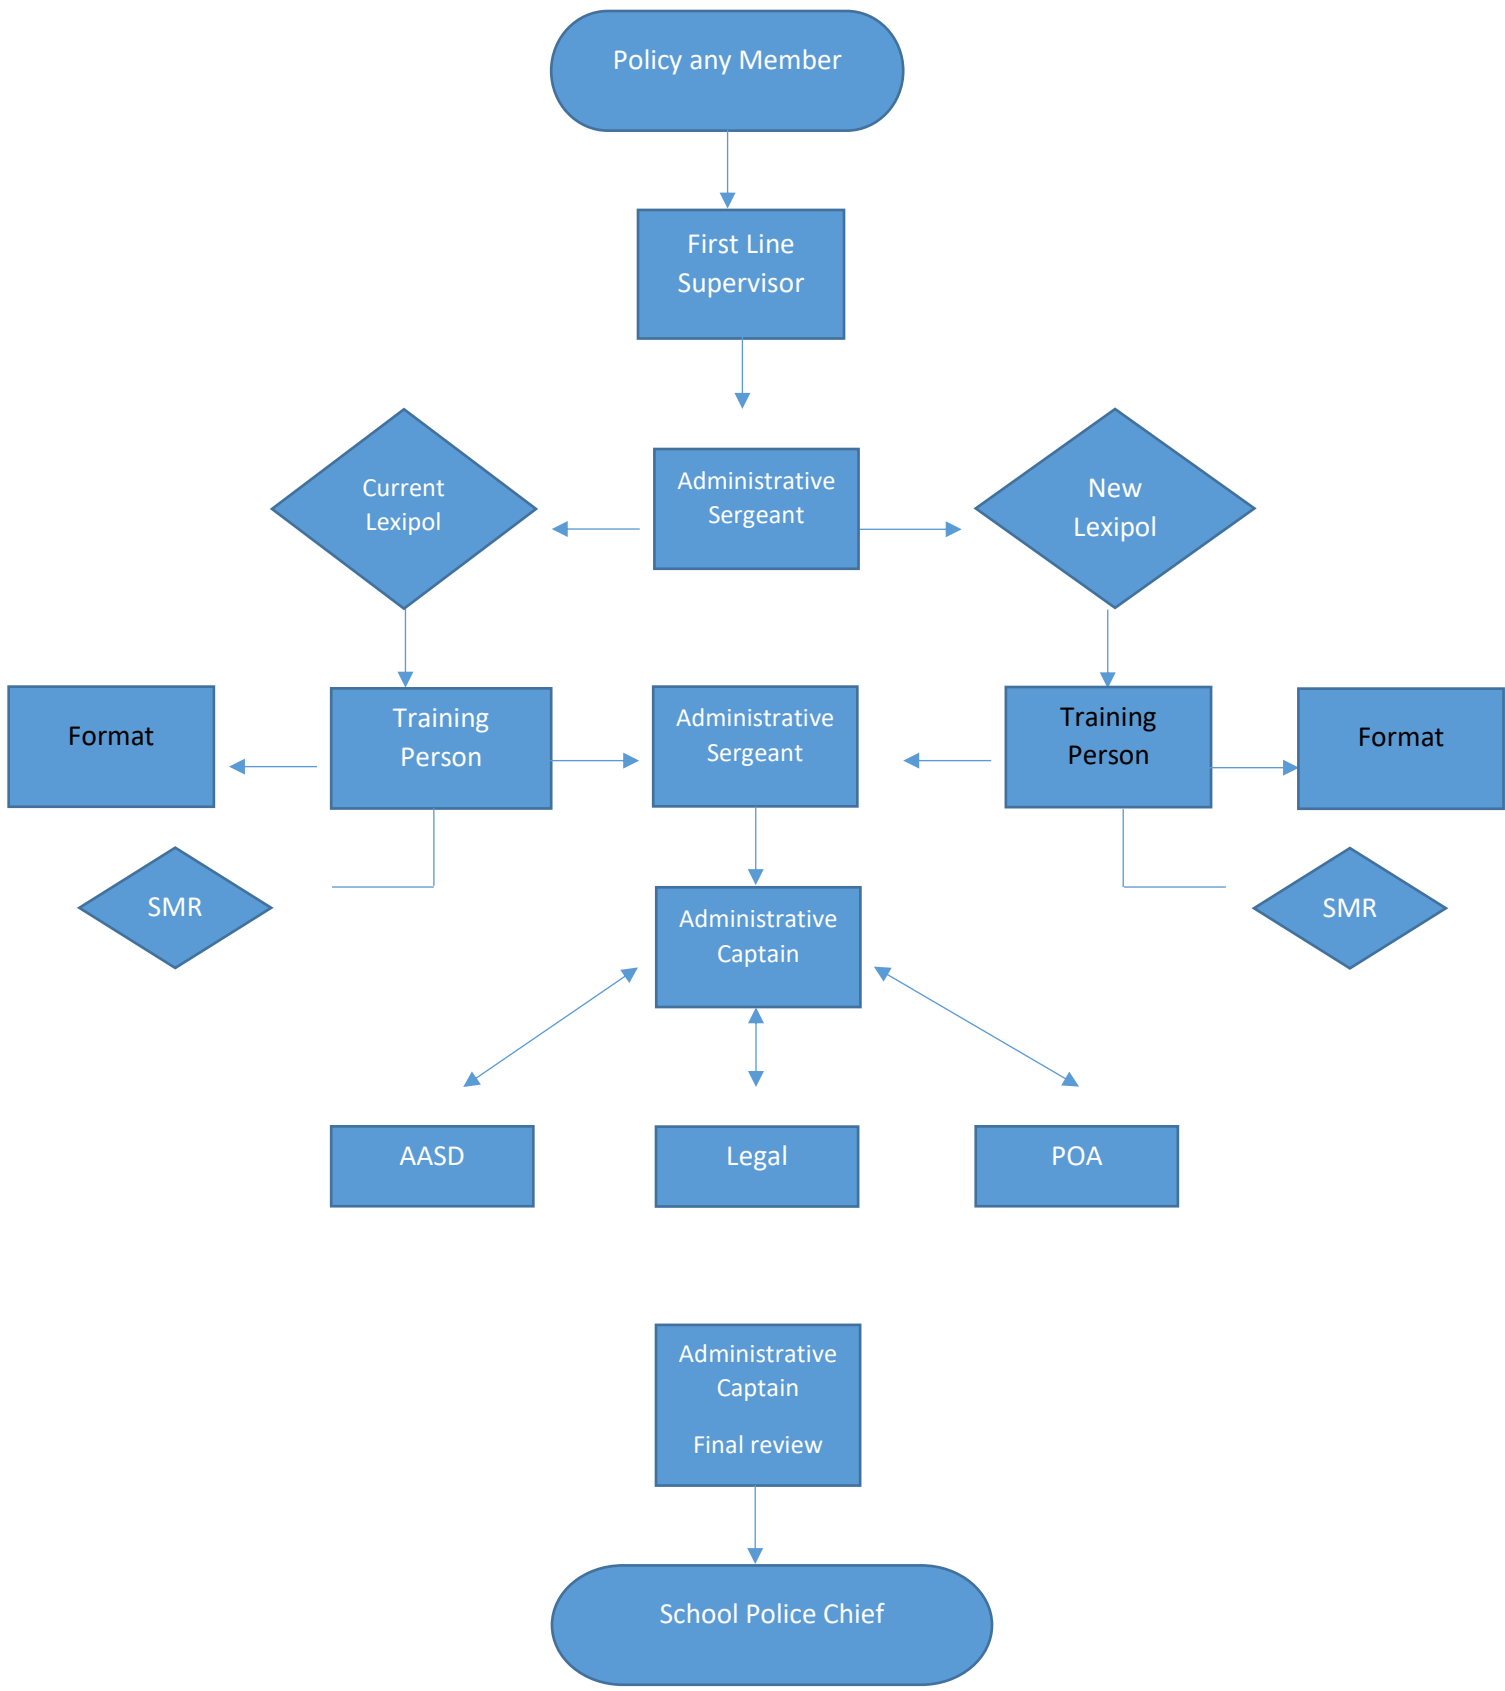 Policy any Member
First Line
Supervisor
Current
Lexipol
Administrative
Sergeant
New
Lexipol
Format
Training
Person
Administrative
Sergeant
Training
Person
Format
SMR
Administrative
Captain
SMR
AASD
Legal
POA
Administrative
Captain
Final review
School Police Chief